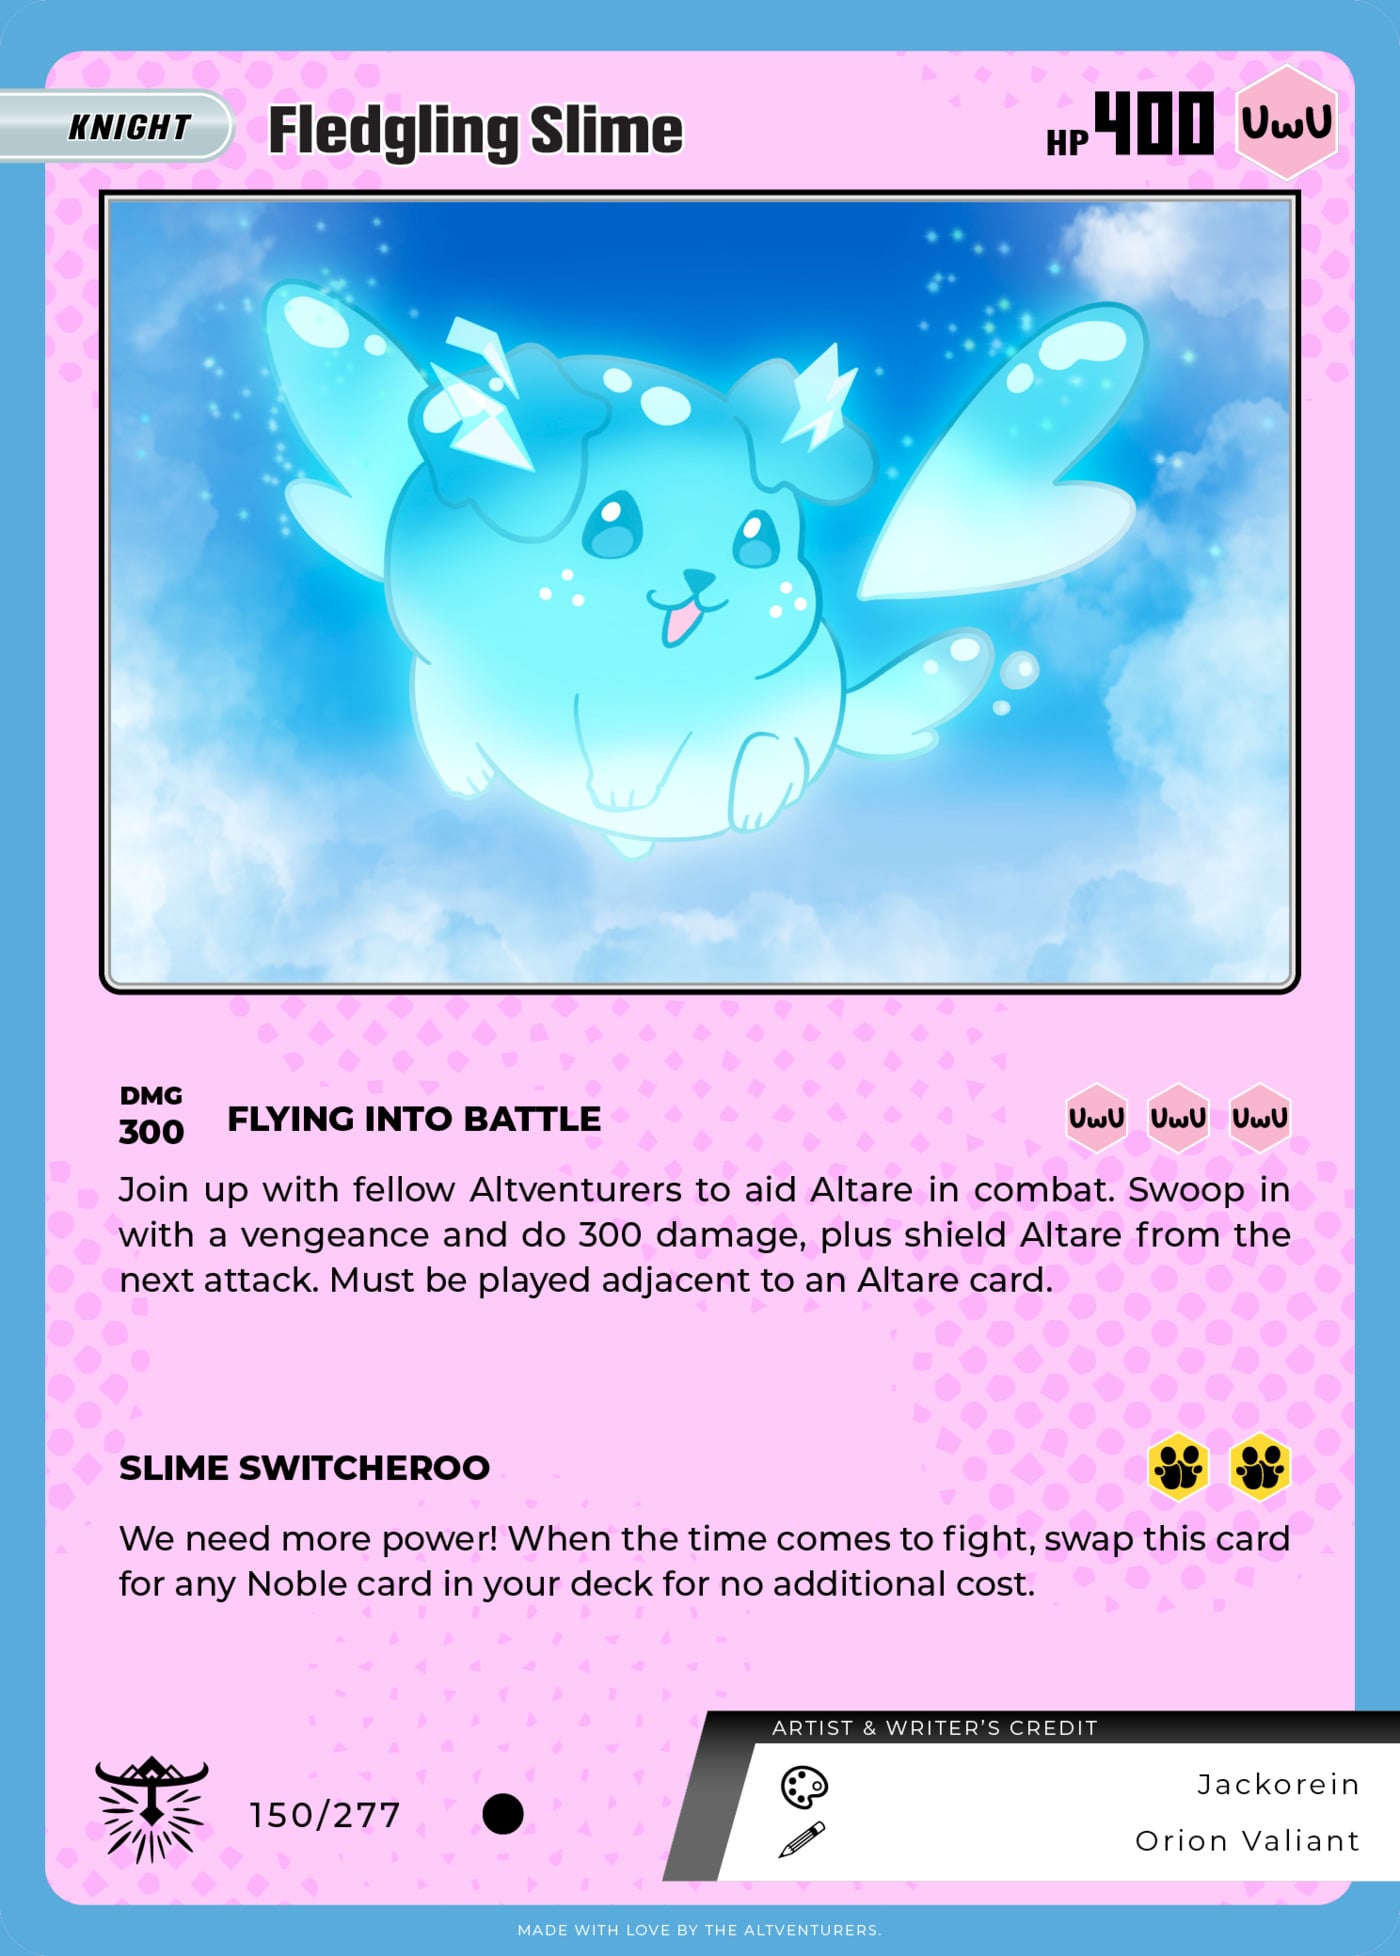 KNIGHT
Fledgling Slime
HP 400
UwU
DMG
300
FLYING INTO BATTLE
UwU UwU UwU
Join up with fellow Altventurers to aid Altare in combat. Swoop in
with a vengeance and do 300 damage, plus shield Altare from the
next attack. Must be played adjacent to an Altare card.
SLIME SWITCHEROO
We need more power! When the time comes to fight, swap this card
for any Noble card in your deck for no additional cost.
ARTIST & WRITER'S CREDIT
Jackorein
150/277
Orion Valiant
MADE WITH LOVE BY THE ALTVENTURERS.